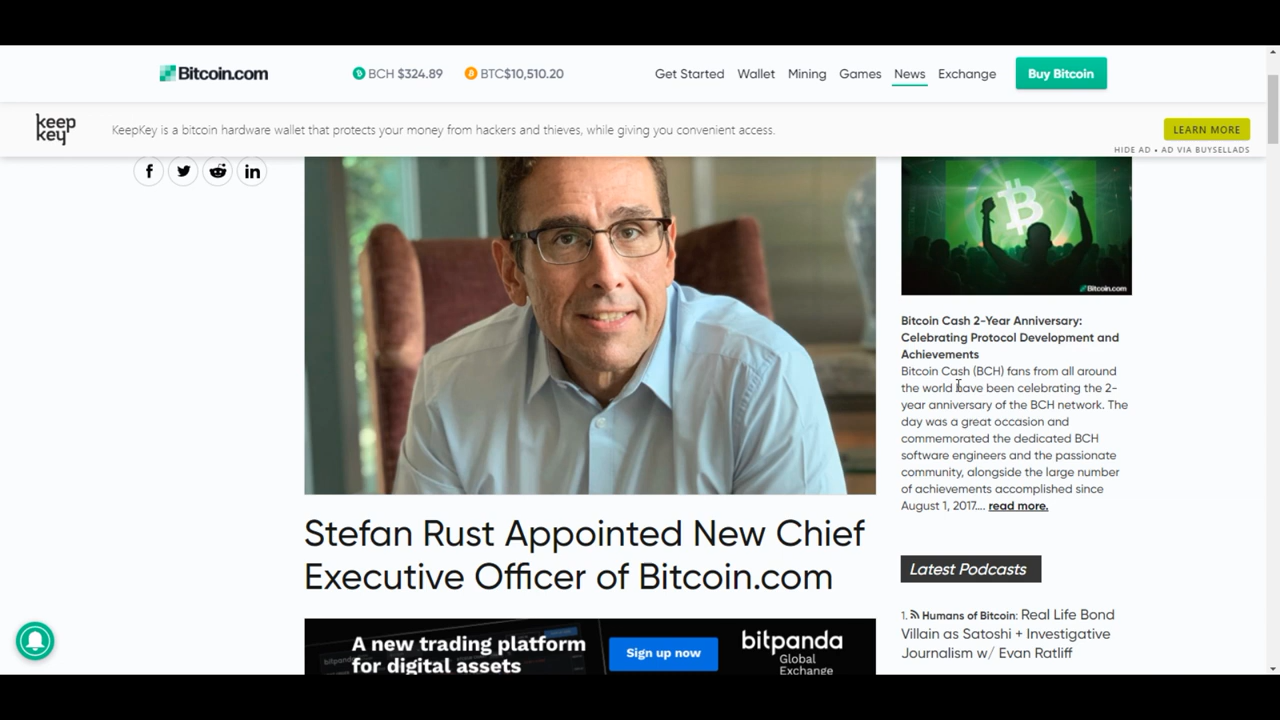 Bitcoin.com
BCH $324.89
BTC$10,510.20
Get Started
Wallet
Mining
Games
News
Exchange
Buy Bitcoin
keep
key
KeepKey is a bitcoin hardware wallet that protects your money from hackers and thieves, while giving you convenient access.
LEARN MORE
HIDE AD • AD VIA BUYSELLADS
Bitcoin.com
Stefan Rust Appointed New Chief
Executive Officer of Bitcoin.com
A new trading platform
for digital assets
Sign up now
bitpanda
Global
Exchange
Bitcoin Cash 2-Year Anniversary:
Celebrating Protocol Development and
Achievements
Bitcoin Cash (BCH) fans from all around
the world have been celebrating the 2-
year anniversary of the BCH network. The
day was a great occasion and
commemorated the dedicated BCH
software engineers and the passionate
community, alongside the large number
of achievements accomplished since
August 1, 2017.... read more.
Latest Podcasts
1. Humans of Bitcoin: Real Life Bond
Villain as Satoshi + Investigative
Journalism w/ Evan Ratliff